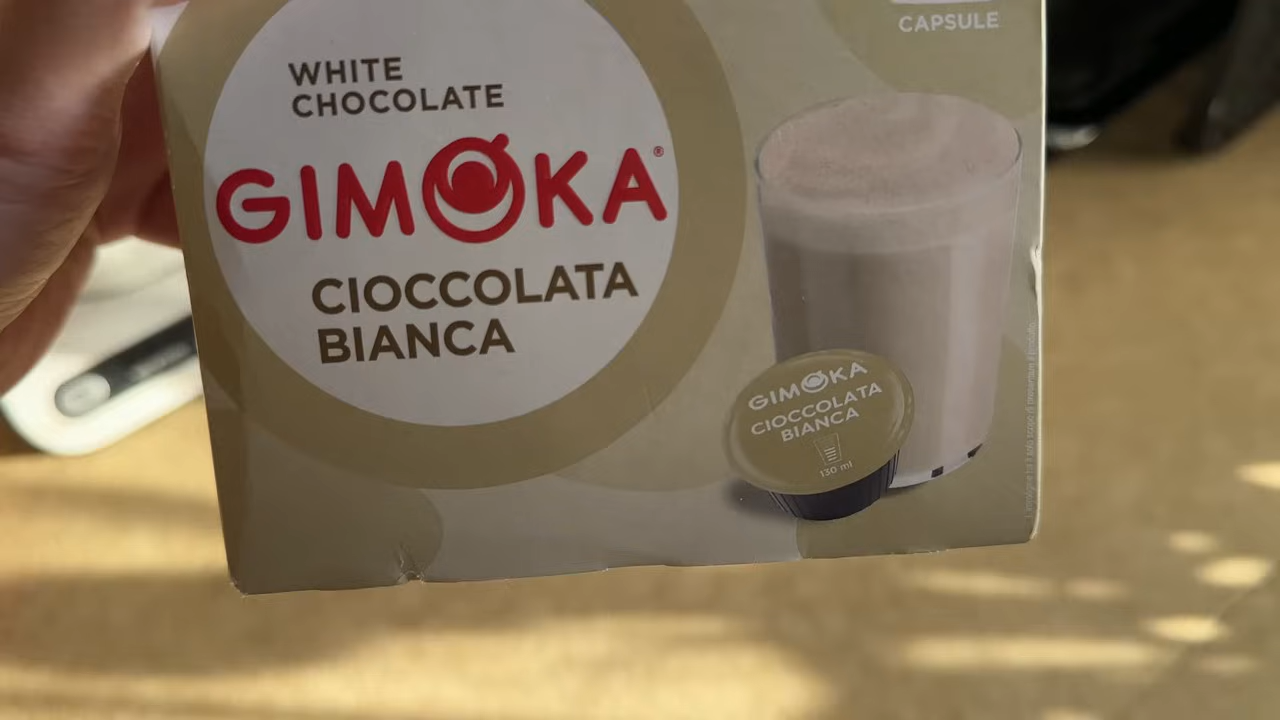 CAPSULE
WHITE
CHOCOLATE
GIMOKA®
CIOCCOLATA
BIANCA
GIMOKA
CIOCCOLATA
BIANCA
130 ml